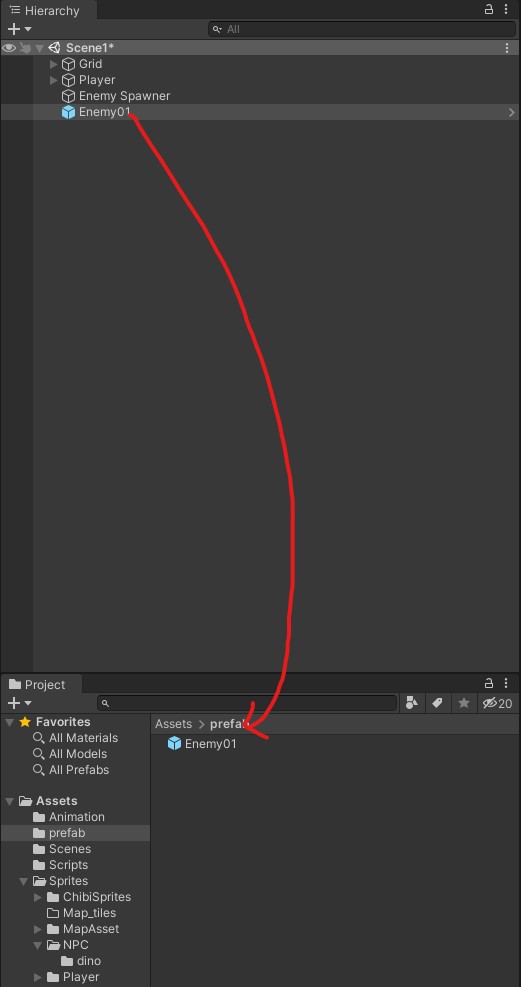 Hierarchy
All
Scene1*
Grid
Player
Enemy Spawner
Enemy01
Project
20
Favorites
All Materials
All Models
All Prefabs
Assets > prefab
Enemy01
Assets
Animation
prefab
Scenes
Scripts
Sprites
ChibiSprites
Map_tiles
MapAsset
NPC
dino
Player